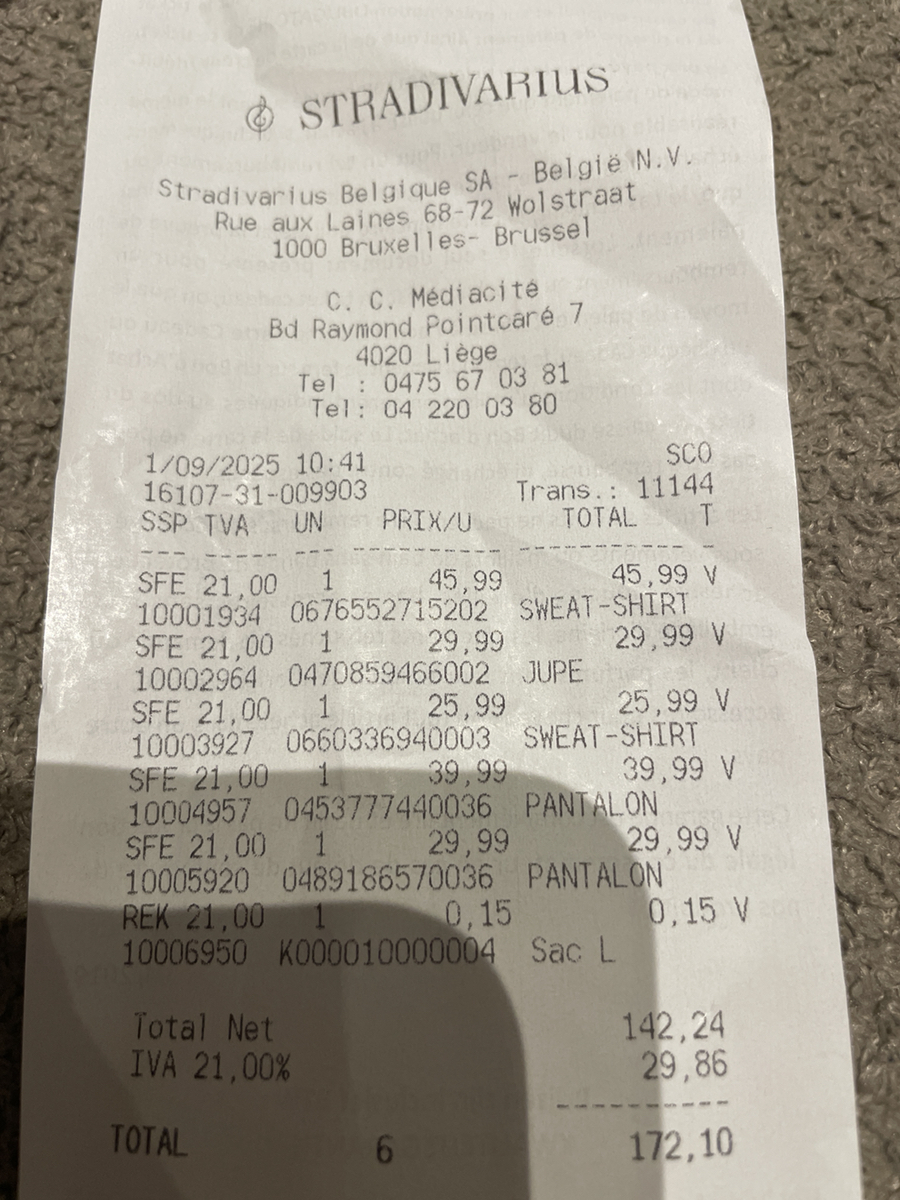 STRADIVARIUS
Stradivarius Belgique SA - België N.V.
Rue aux Laines 68-72 Wolstraat
1000 Bruxelles- Brussel
C. C. Médiacité
Bd Raymond Pointcaré 7
4020 Liège
Tel : 0475 67 03 81
Tel: 04 220 03 80
1/09/2025 10:41 SCO
16107-31-009903 Trans.: 11144
SSP TVA UN PRIX/U TOTAL T
SFE 21,00 1 45,99 45,99 V
10001934 0676552715202 SWEAT-SHIRT
SFE 21,00 1 29,99 29,99 V
10002964 0470859466002 JUPE
SFE 21,00 1 25,99 25,99 V
10003927 0660336940003 SWEAT-SHIRT
SFE 21,00 1 39,99 39,99 V
10004957 0453777440036 PANTALON
SFE 21,00 1 29,99 29,99 V
10005920 0489186570036 PANTALON
REK 21,00 1 0,15 0,15 V
10006950 K000010000004 Sac L
Total Net 142,24
IVA 21,00% 29,86
TOTAL 6 172,10